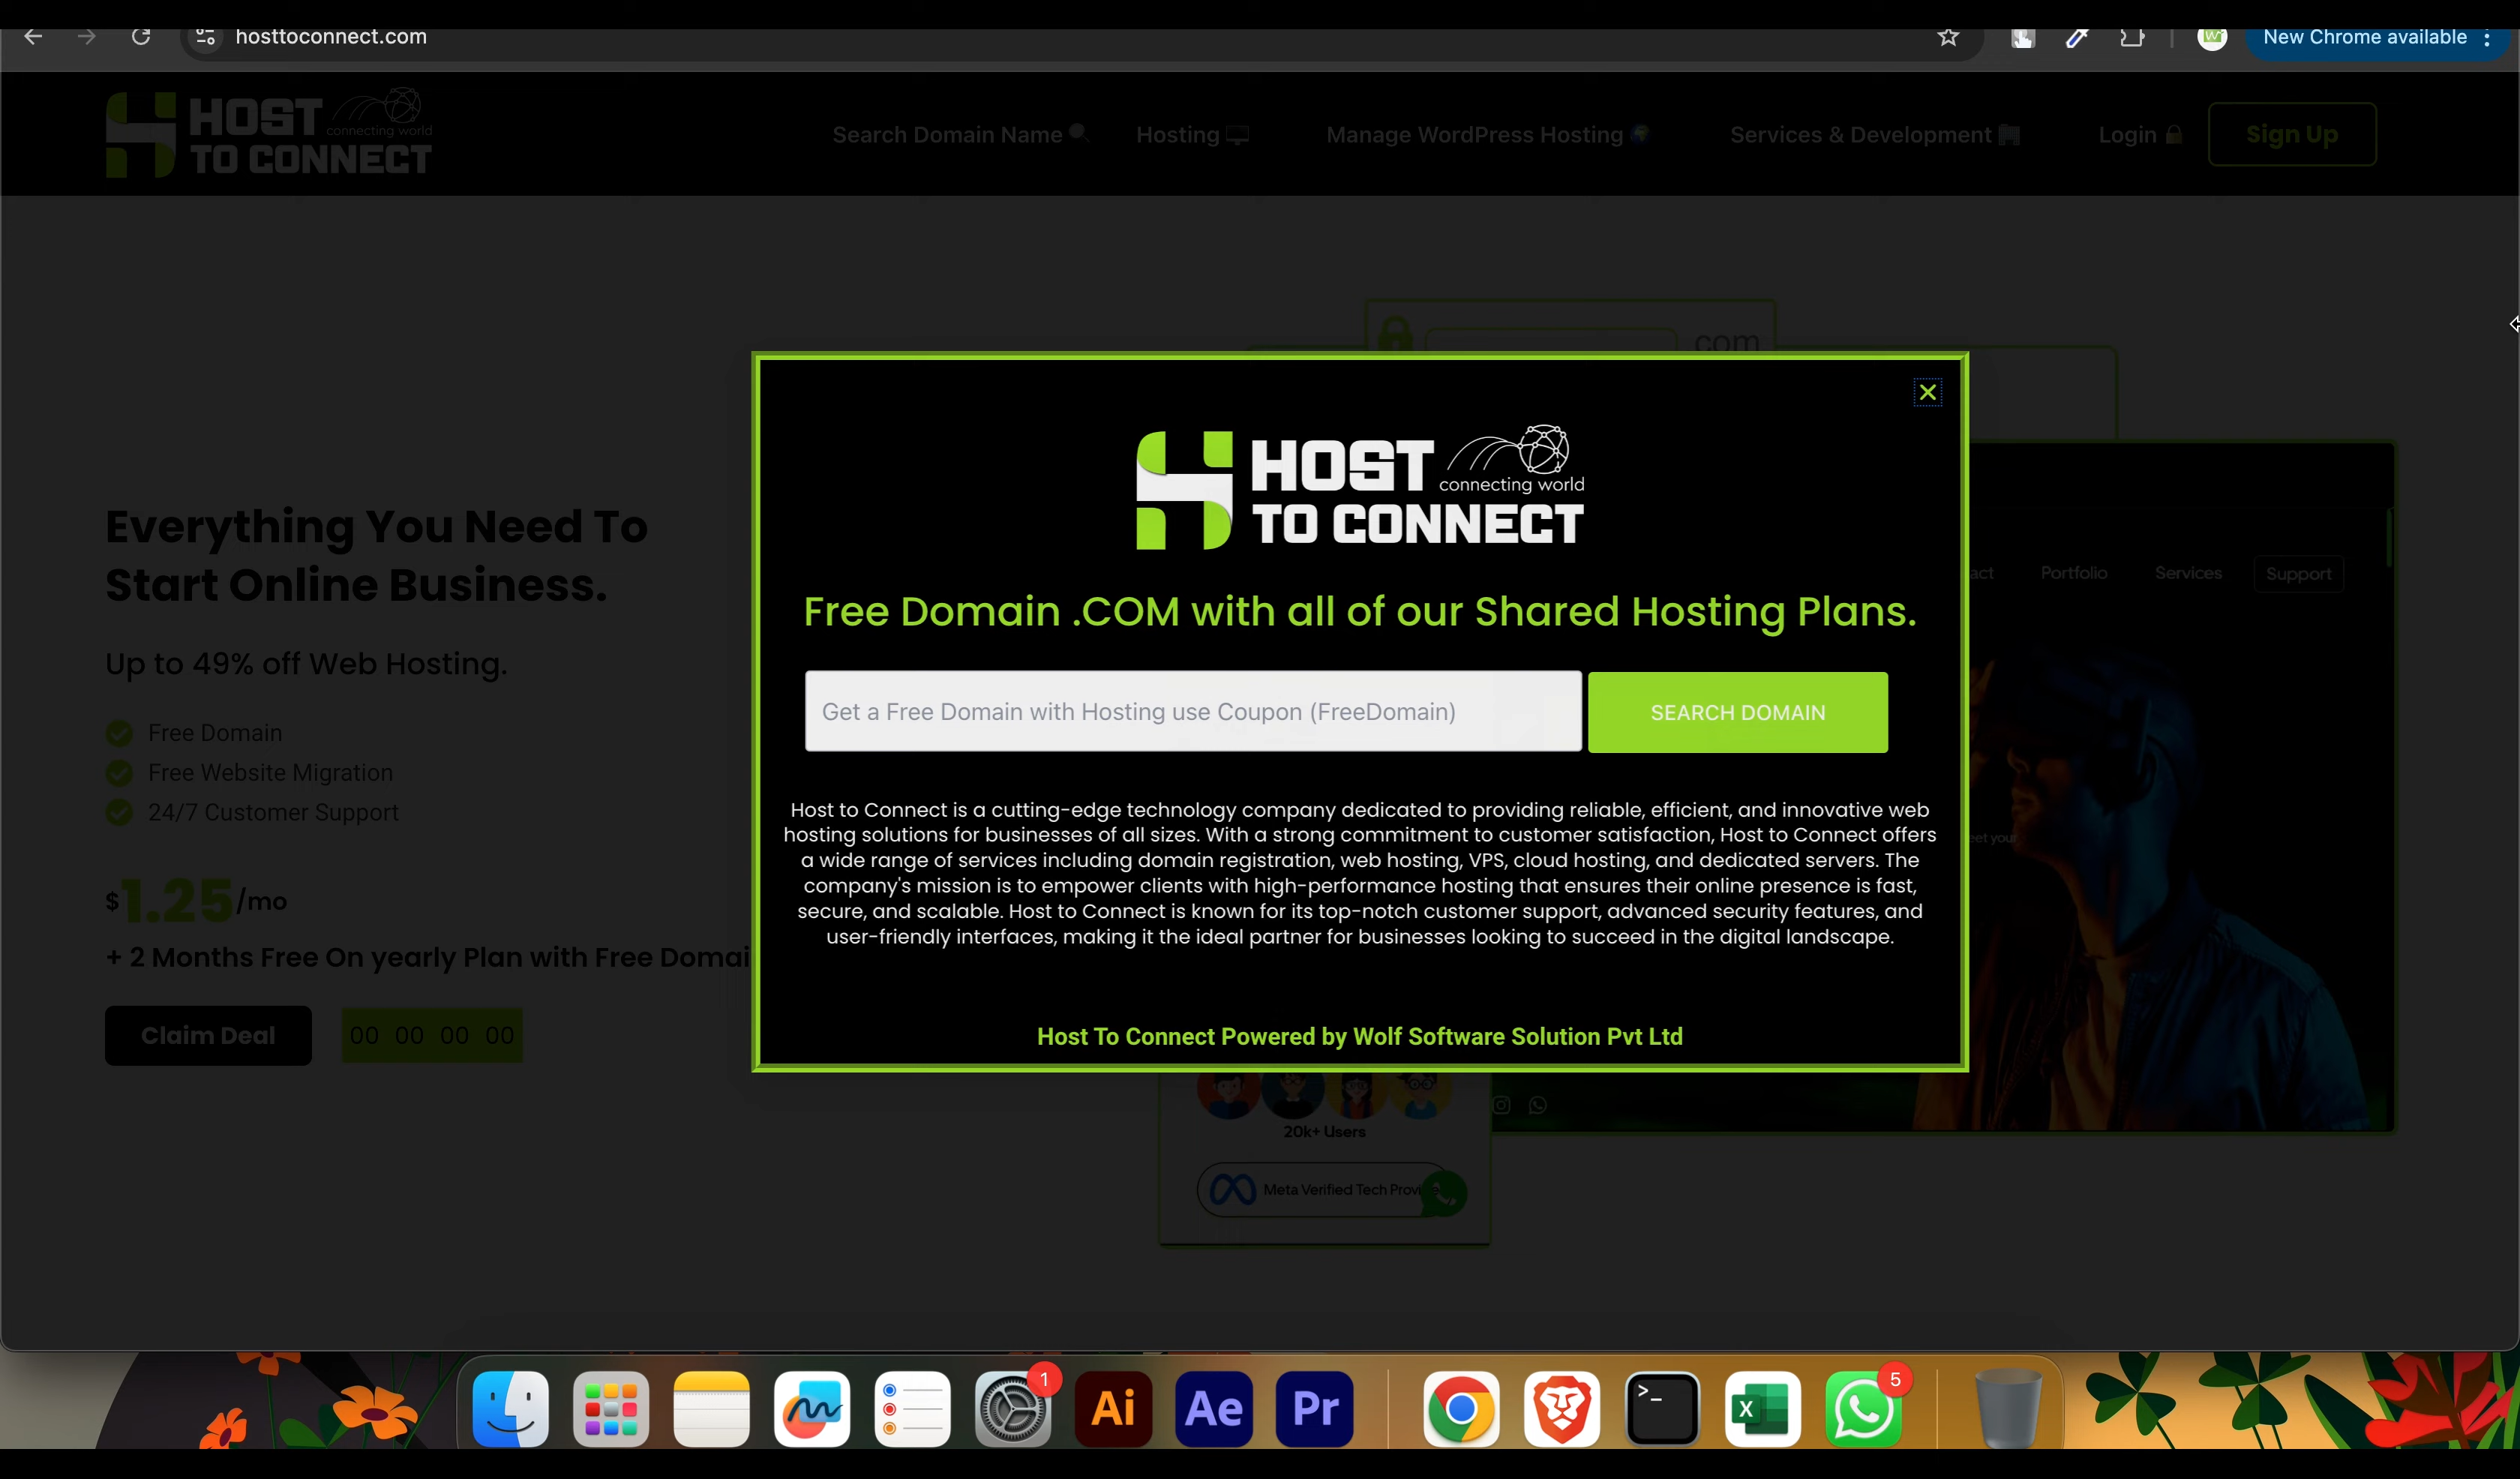 hosttoconnect.com
New Chrome available
HOST
connecting world
TO CONNECT
Search Domain Name
Hosting
Manage WordPress Hosting
Services & Development
Login
Sign Up
.com
HOST
connecting world
TO CONNECT
Free Domain .COM with all of our Shared Hosting Plans.
Get a Free Domain with Hosting use Coupon (FreeDomain)
SEARCH DOMAIN
Host to Connect is a cutting-edge technology company dedicated to providing reliable, efficient, and innovative web
hosting solutions for businesses of all sizes. With a strong commitment to customer satisfaction, Host to Connect offers
a wide range of services including domain registration, web hosting, VPS, cloud hosting, and dedicated servers. The
company's mission is to empower clients with high-performance hosting that ensures their online presence is fast,
secure, and scalable. Host to Connect is known for its top-notch customer support, advanced security features, and
user-friendly interfaces, making it the ideal partner for businesses looking to succeed in the digital landscape.
Host To Connect Powered by Wolf Software Solution Pvt Ltd
Everything You Need To
Start Online Business.
Up to 49% off Web Hosting.
Free Domain
Free Website Migration
24/7 Customer Support
$1.25/mo
+ 2 Months Free On yearly Plan with Free Domai
Claim Deal
00 00 00 00
Portfolio
Services
Support
20k+ Users
Meta Verified Tech
1
Ai
Ae
Pr
>_
X
5